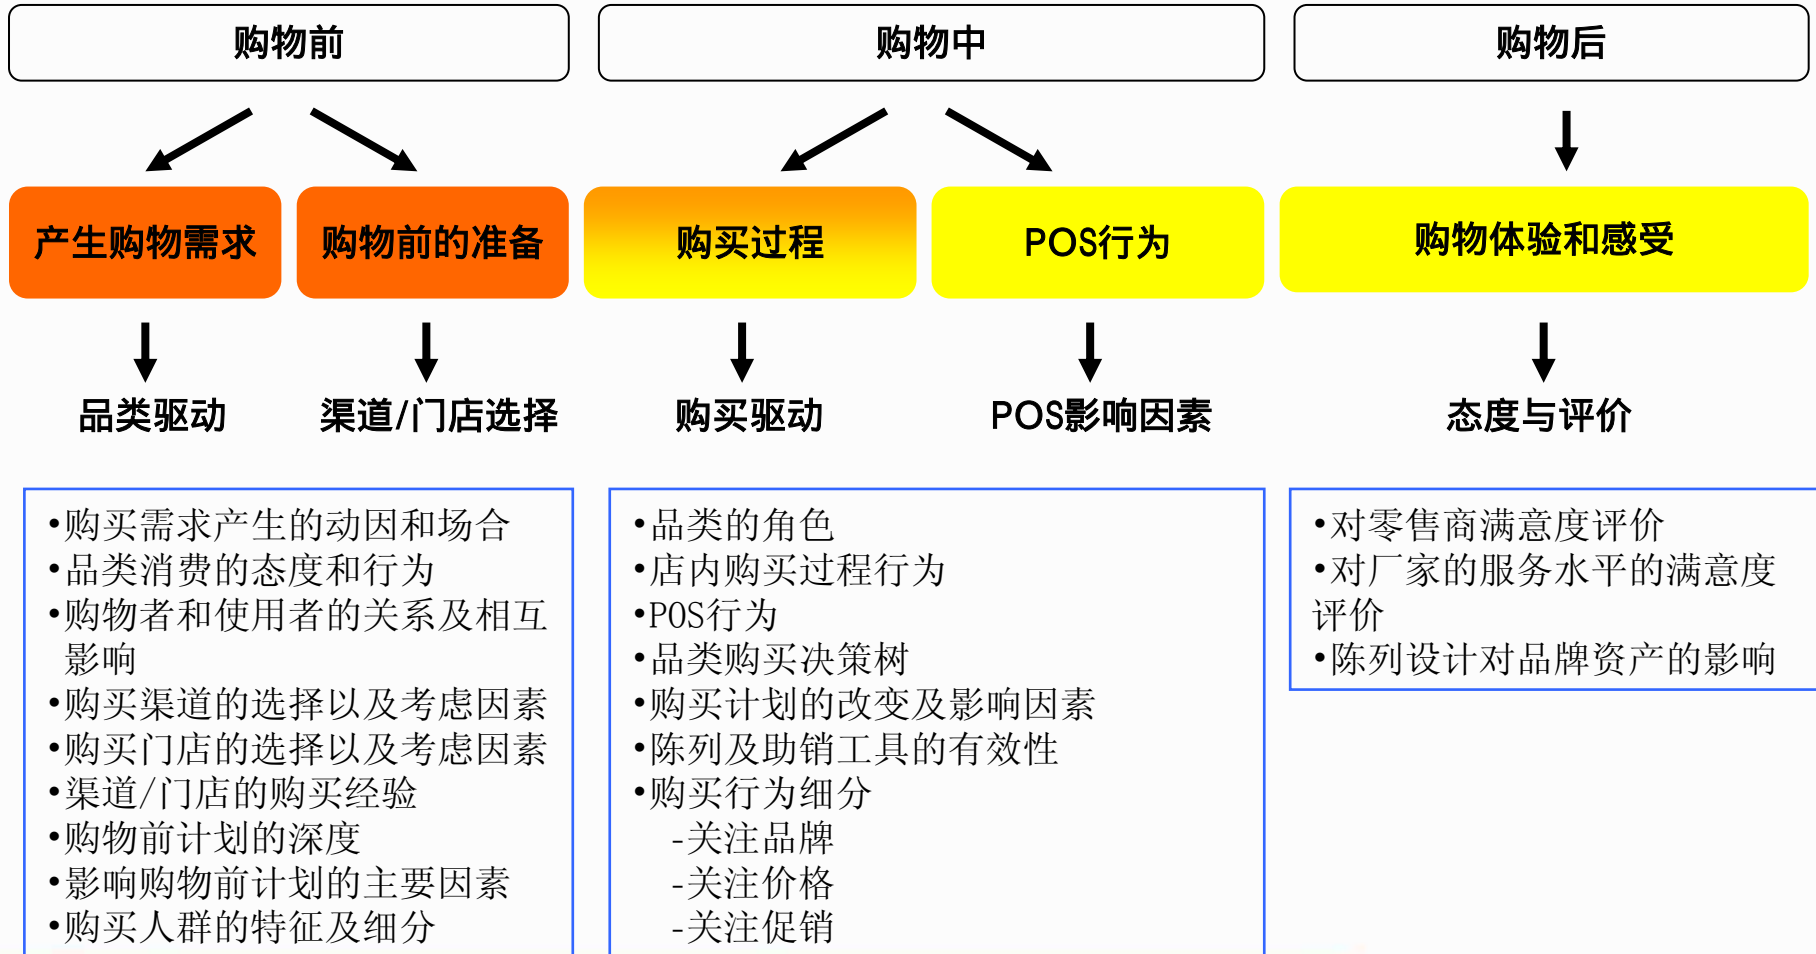 购物前
购物中
购物后
产生购物需求
购物前的准备
购买过程
POS行为
购物体验和感受
品类驱动
渠道/门店选择
购买驱动
POS影响因素
态度与评价
•购买需求产生的动因和场合
•品类消费的态度和行为
•购物者和使用者的关系及相互
影响
•购买渠道的选择以及考虑因素
•购买门店的选择以及考虑因素
•渠道/门店的购买经验
•购物前计划的深度
•影响购物前计划的主要因素
•购买人群的特征及细分
•品类的角色
•店内购买过程行为
•POS行为
•品类购买决策树
•购买计划的改变及影响因素
•陈列及助销工具的有效性
•购买行为细分
-关注品牌
-关注价格
-关注促销
•对零售商满意度评价
•对厂家的服务水平的满意度
评价
•陈列设计对品牌资产的影响